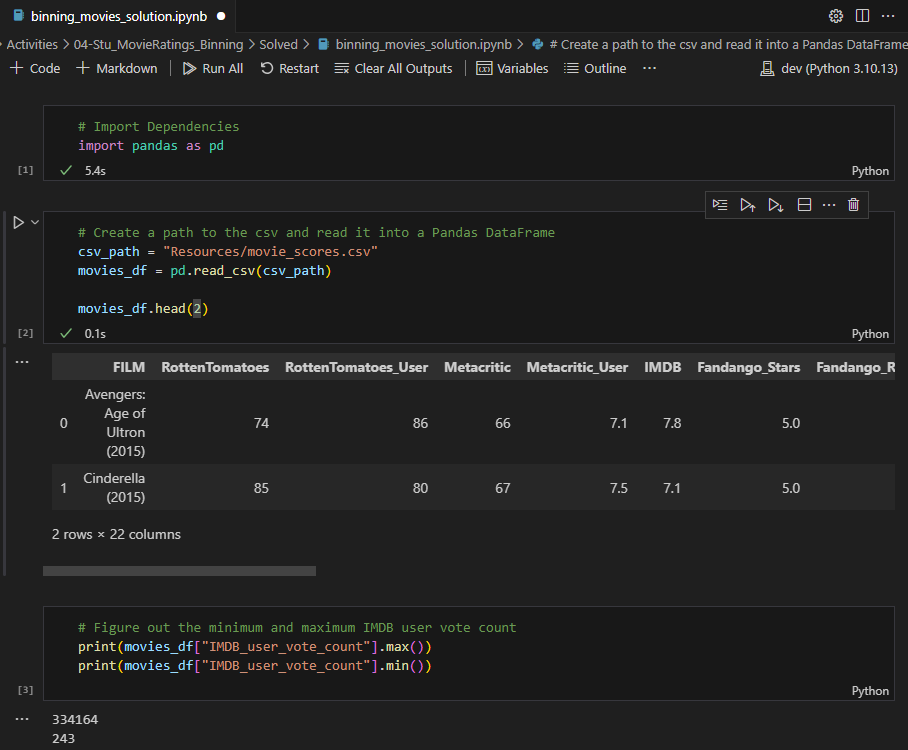 binning_movies_solution.ipynb
Activities > 04-Stu_MovieRatings_Binning > Solved > binning_movies_solution.ipynb > # Create a path to the csv and read it into a Pandas DataFrame
+ Code + Markdown Run All Restart Clear All Outputs Variables Outline ... dev (Python 3.10.13)
# Import Dependencies
import pandas as pd
[1] 5.4s Python
# Create a path to the csv and read it into a Pandas DataFrame
csv_path = "Resources/movie_scores.csv"
movies_df = pd.read_csv(csv_path)
movies_df.head(2)
[2] 0.1s Python
FILM RottenTomatoes RottenTomatoes_User Metacritic Metacritic_User IMDB Fandango_Stars Fandango_R
0 Avengers: Age of Ultron (2015) 74 86 66 7.1 7.8 5.0
1 Cinderella (2015) 85 80 67 7.5 7.1 5.0
2 rows × 22 columns
# Figure out the minimum and maximum IMDB user vote count
print(movies_df["IMDB_user_vote_count"].max())
print(movies_df["IMDB_user_vote_count"].min())
[3] Python
334164
243